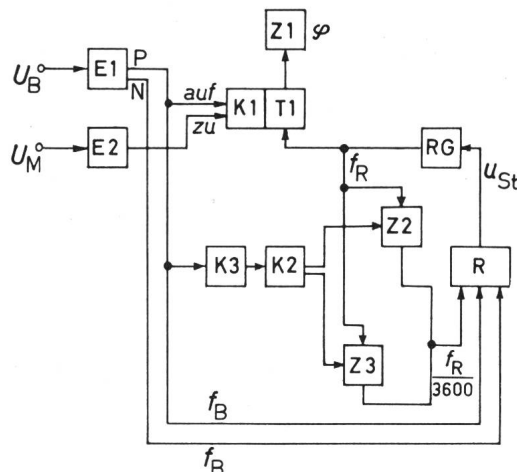 Z1 φ
U_B E1 P
N
auf K1 T1
zu
U_M E2
f_R RG
u_St
Z2
K3 K2 R
Z3
f_R
3600
f_B
f_B